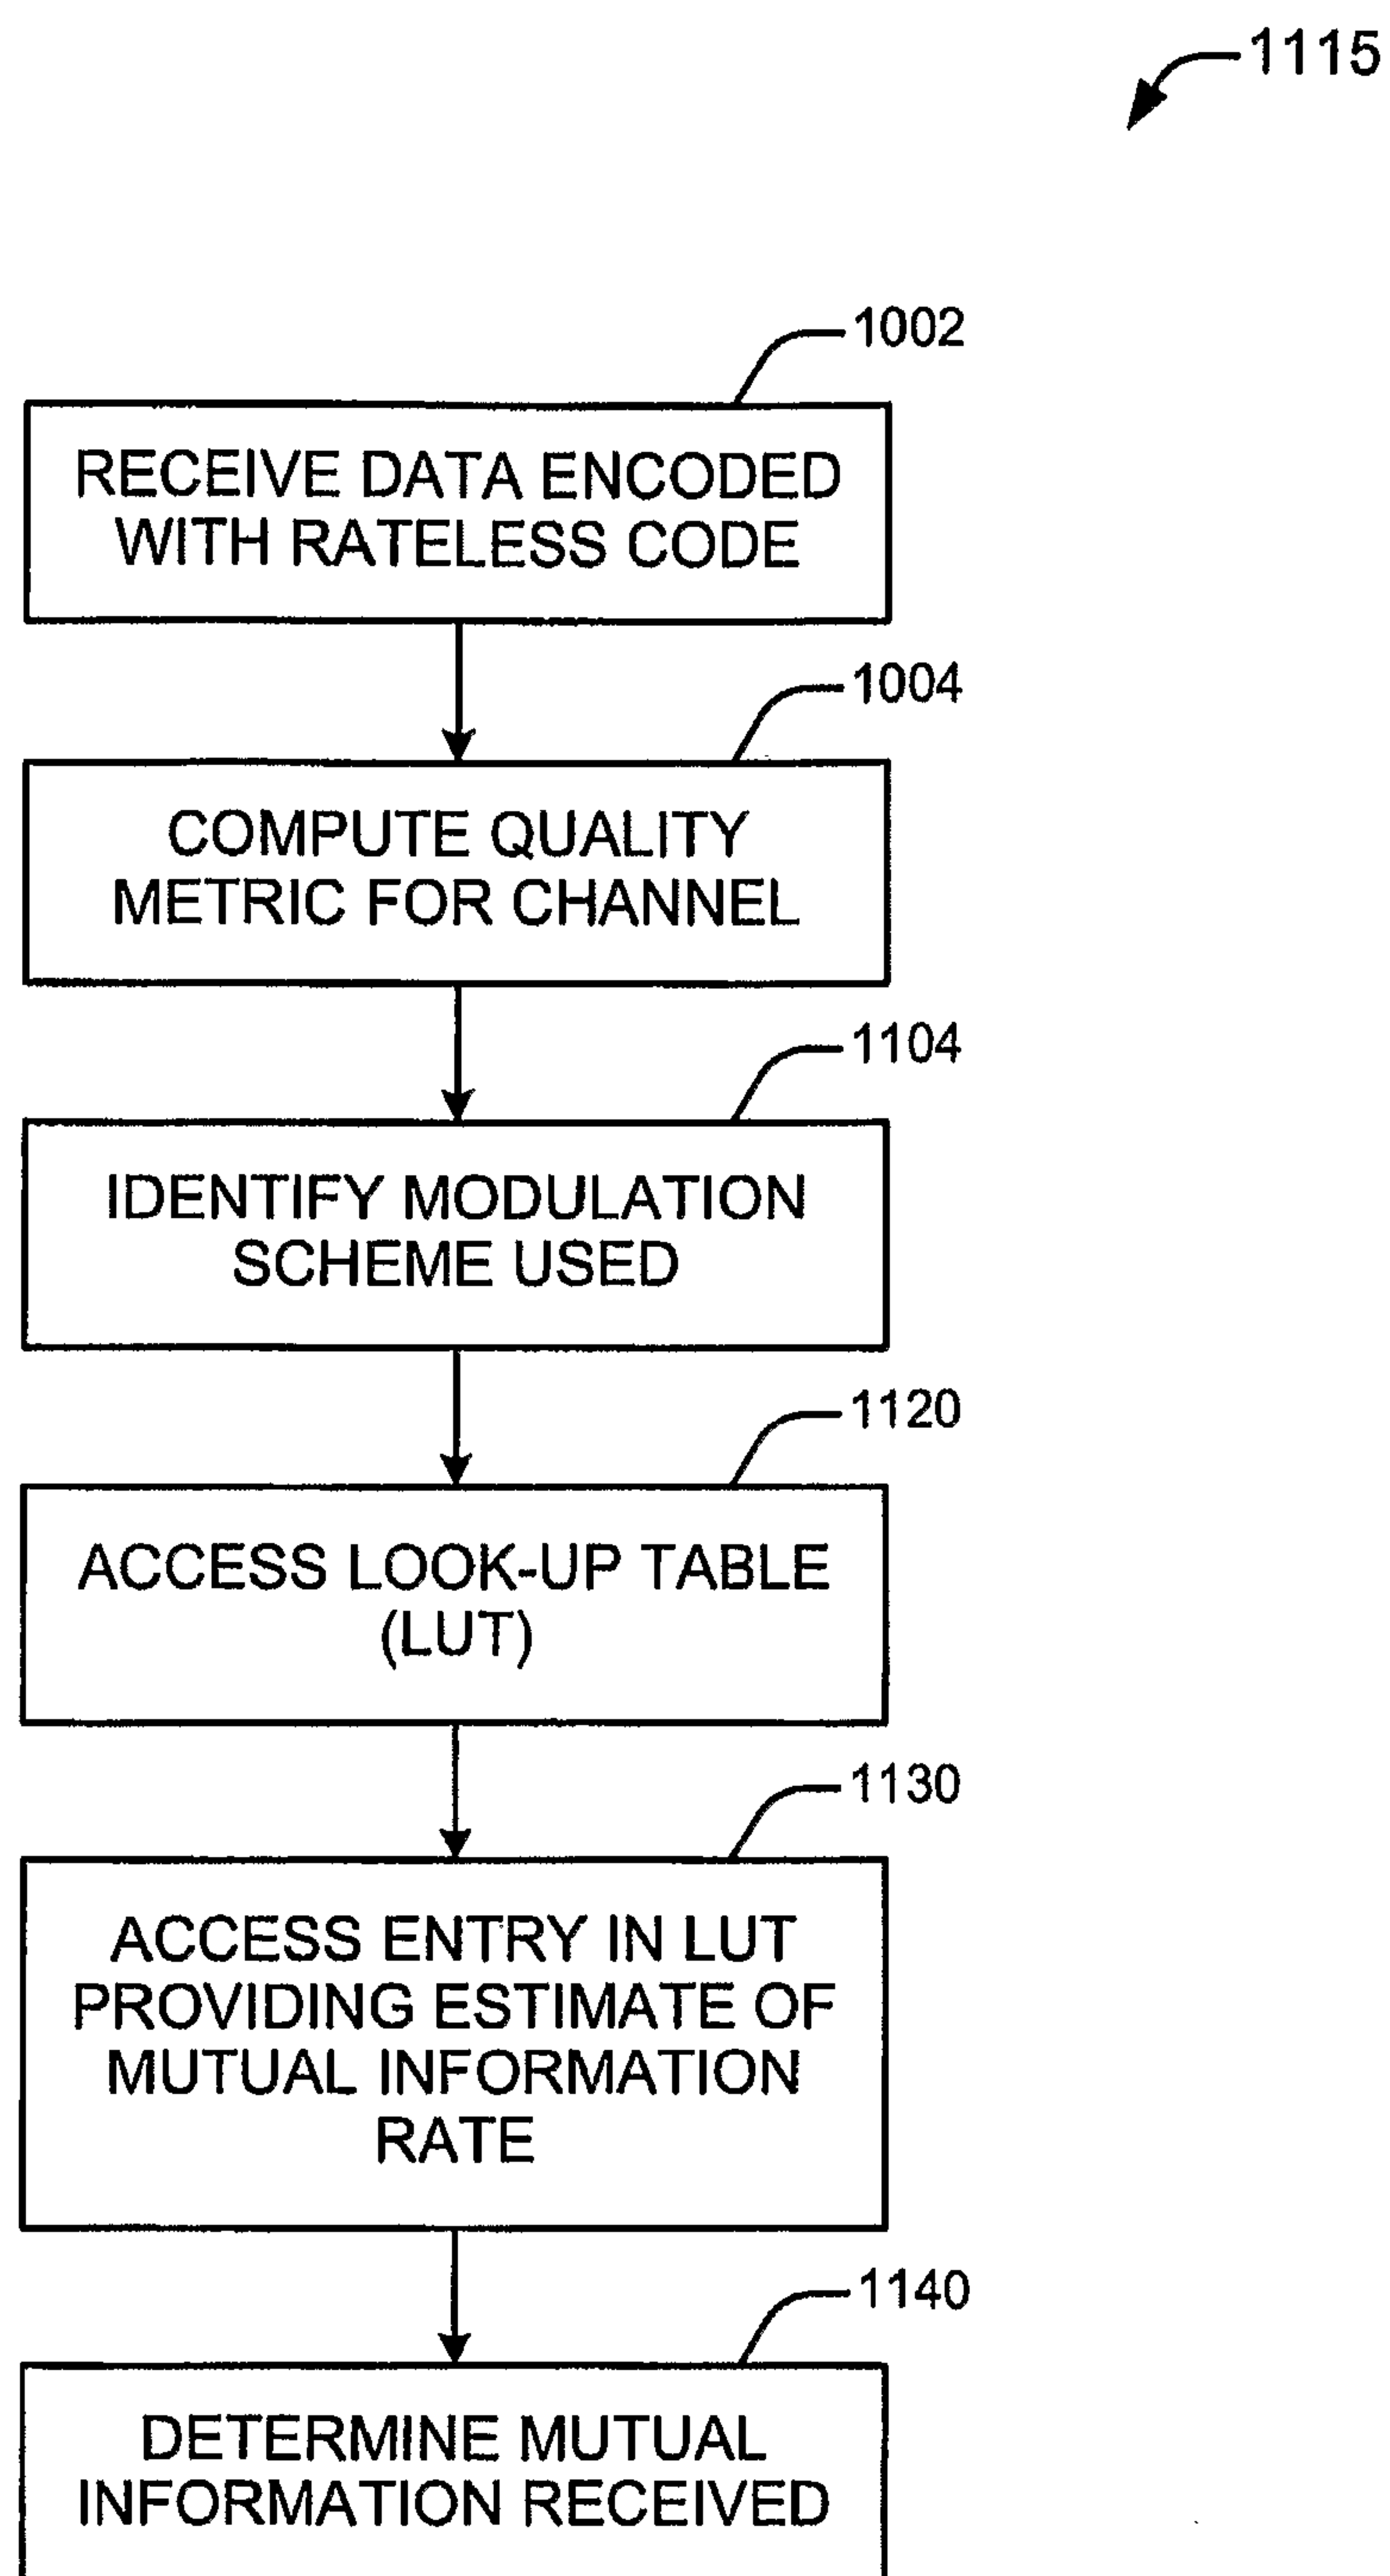 1115
1002
RECEIVE DATA ENCODED
WITH RATELESS CODE
1004
COMPUTE QUALITY
METRIC FOR CHANNEL
1104
IDENTIFY MODULATION
SCHEME USED
1120
ACCESS LOOK-UP TABLE
(LUT)
1130
ACCESS ENTRY IN LUT
PROVIDING ESTIMATE OF
MUTUAL INFORMATION
RATE
1140
DETERMINE MUTUAL
INFORMATION RECEIVED